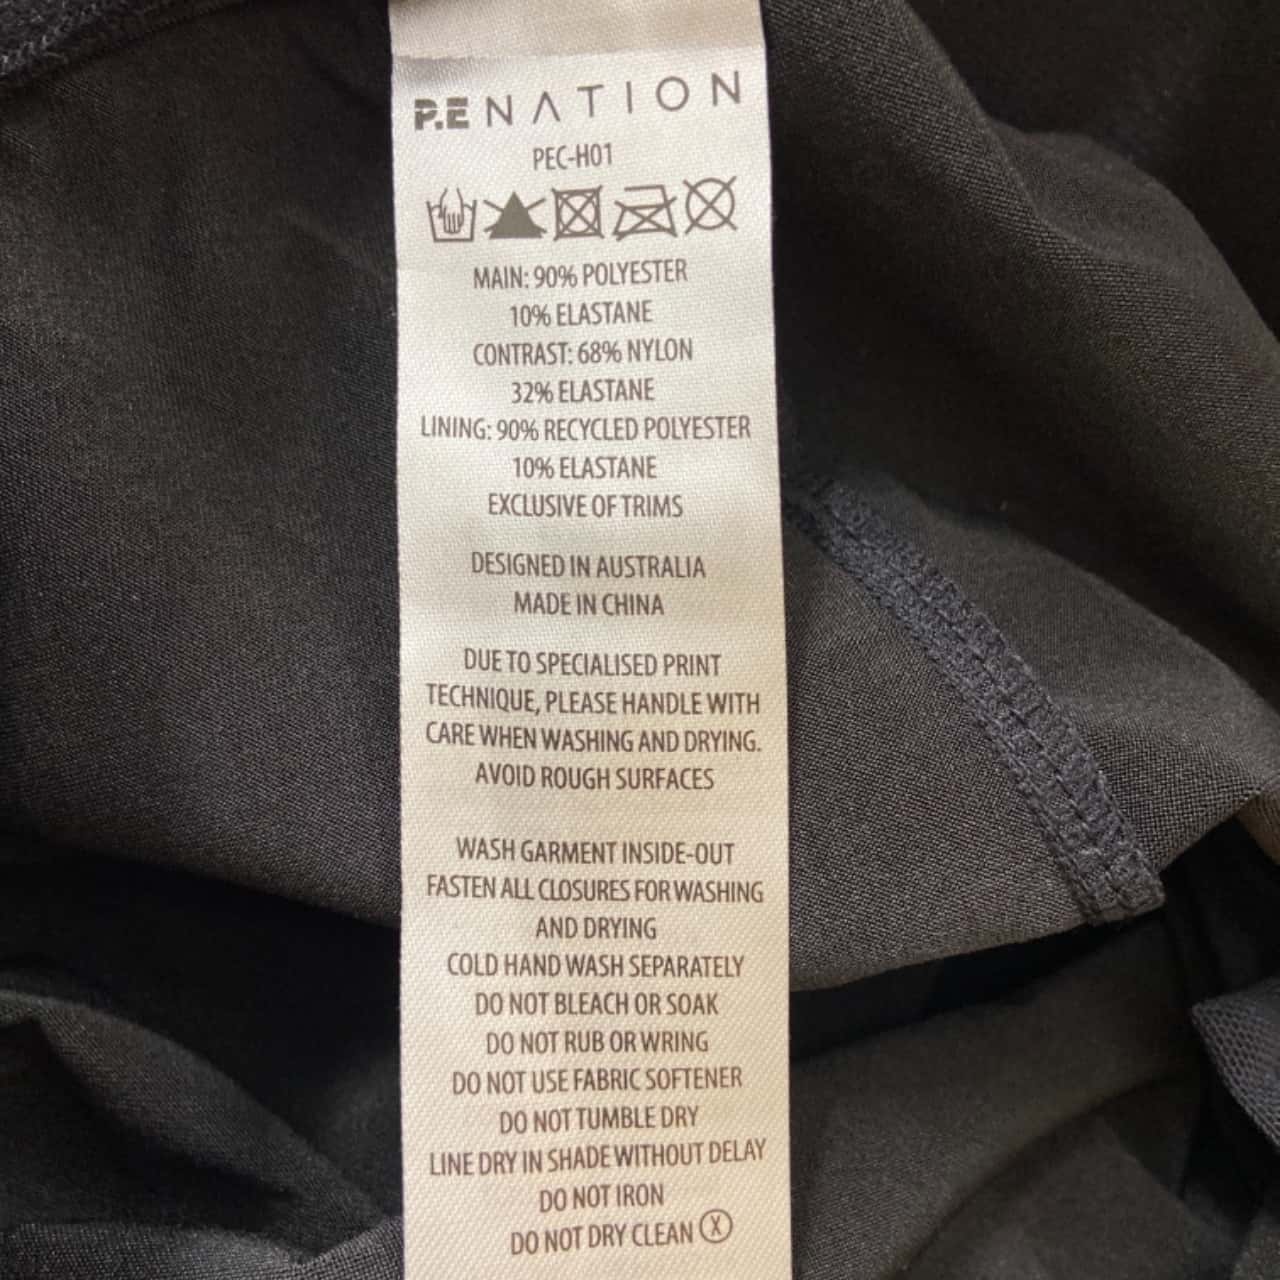 P.E NATION
PEC-H01
MAIN: 90% POLYESTER
10% ELASTANE
CONTRAST: 68% NYLON
32% ELASTANE
LINING: 90% RECYCLED POLYESTER
10% ELASTANE
EXCLUSIVE OF TRIMS
DESIGNED IN AUSTRALIA
MADE IN CHINA
DUE TO SPECIALISED PRINT
TECHNIQUE, PLEASE HANDLE WITH
CARE WHEN WASHING AND DRYING.
AVOID ROUGH SURFACES
WASH GARMENT INSIDE-OUT
FASTEN ALL CLOSURES FOR WASHING
AND DRYING
COLD HAND WASH SEPARATELY
DO NOT BLEACH OR SOAK
DO NOT RUB OR WRING
DO NOT USE FABRIC SOFTENER
DO NOT TUMBLE DRY
LINE DRY IN SHADE WITHOUT DELAY
DO NOT IRON
DO NOT DRY CLEAN Ⓧ